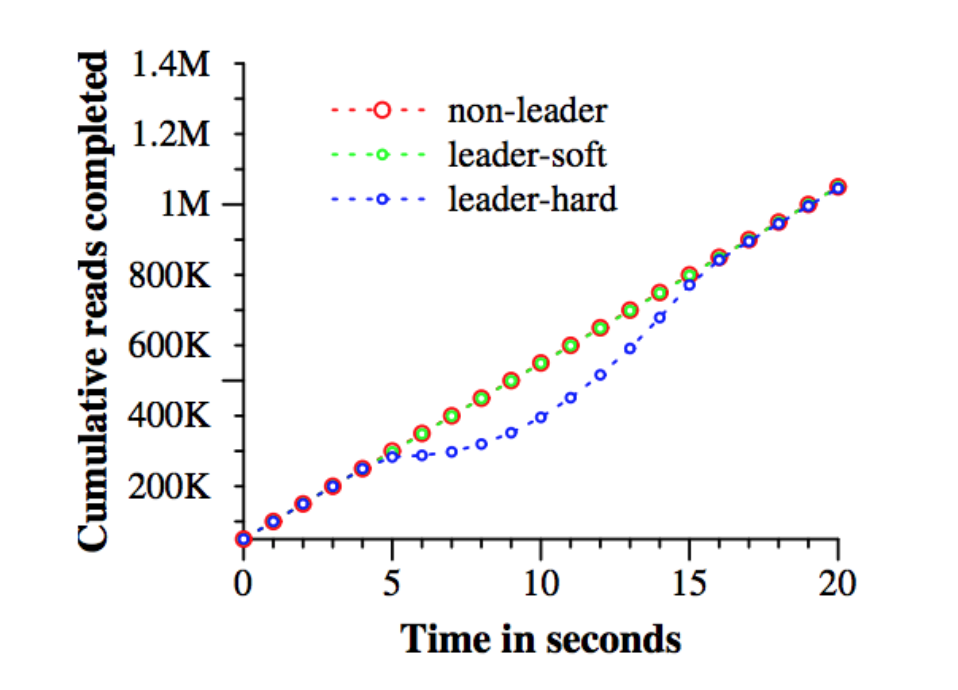 Cumulative reads completed
1.4M
1.2M
1M
800K
600K
400K
200K
non-leader
leader-soft
leader-hard
0 5 10 15 20
Time in seconds